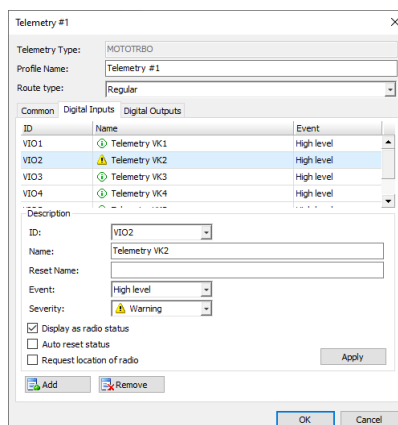 Telemetry #1
Telemetry Type: MOTOTRBO
Profile Name: Telemetry #1
Route type: Regular
Common Digital Inputs Digital Outputs
ID Name Event
VIO1 Telemetry VK1 High level
VIO2 Telemetry VK2 High level
VIO3 Telemetry VK3 High level
VIO4 Telemetry VK4 High level
Description
ID: VIO2
Name: Telemetry VK2
Reset Name:
Event: High level
Severity: Warning
Display as radio status
Auto reset status
Request location of radio
Apply
Add Remove
OK Cancel